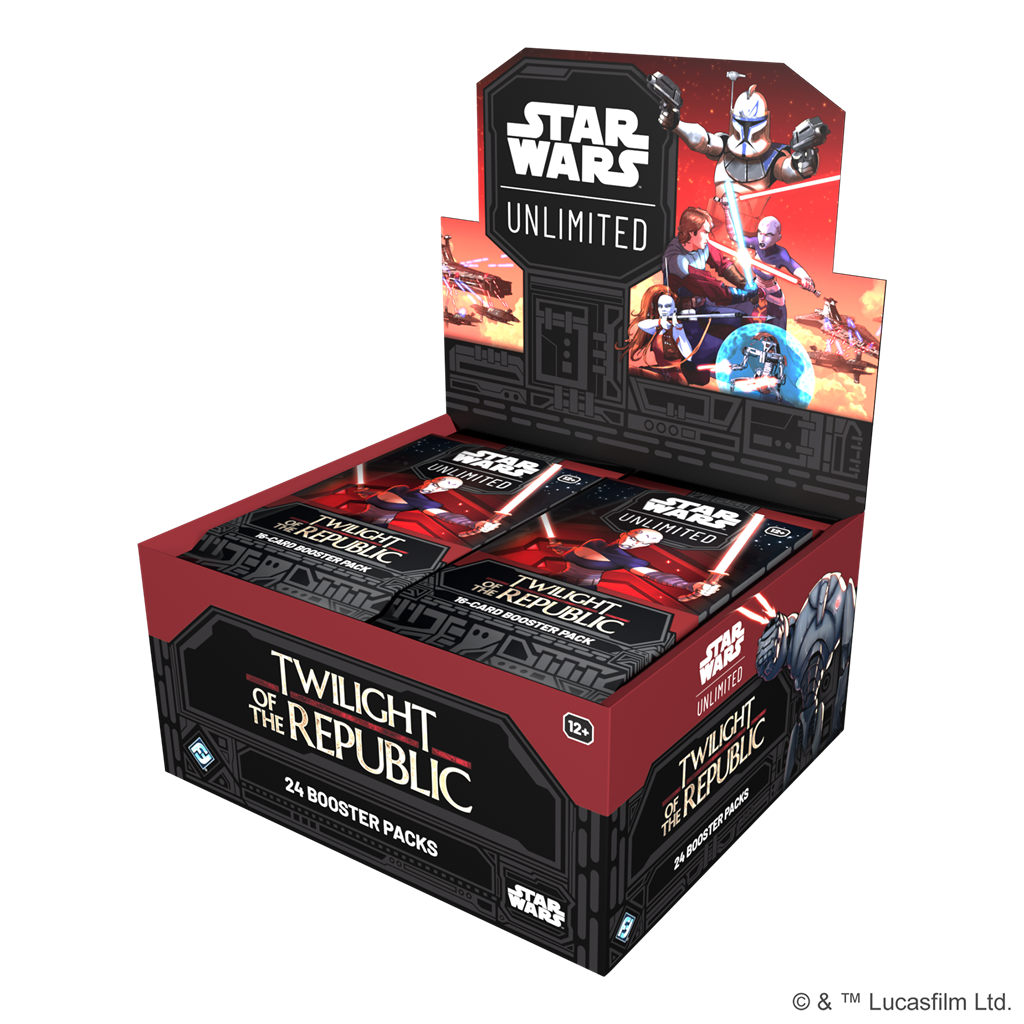 STAR
WARS
UNLIMITED
STAR
WARS
UNLIMITED
12+
TWILIGHT
OF
THE REPUBLIC
16-CARD BOOSTER PACK
STAR
WARS
UNLIMITED
12+
TWILIGHT
OF
THE REPUBLIC
16-CARD BOOSTER PACK
TWILIGHT
OF
THE REPUBLIC
12+
24 BOOSTER PACKS
STAR
WARS
STAR
WARS
UNLIMITED
TWILIGHT
OF
THE REPUBLIC
24 BOOSTER PACKS
© & ™ Lucasfilm Ltd.